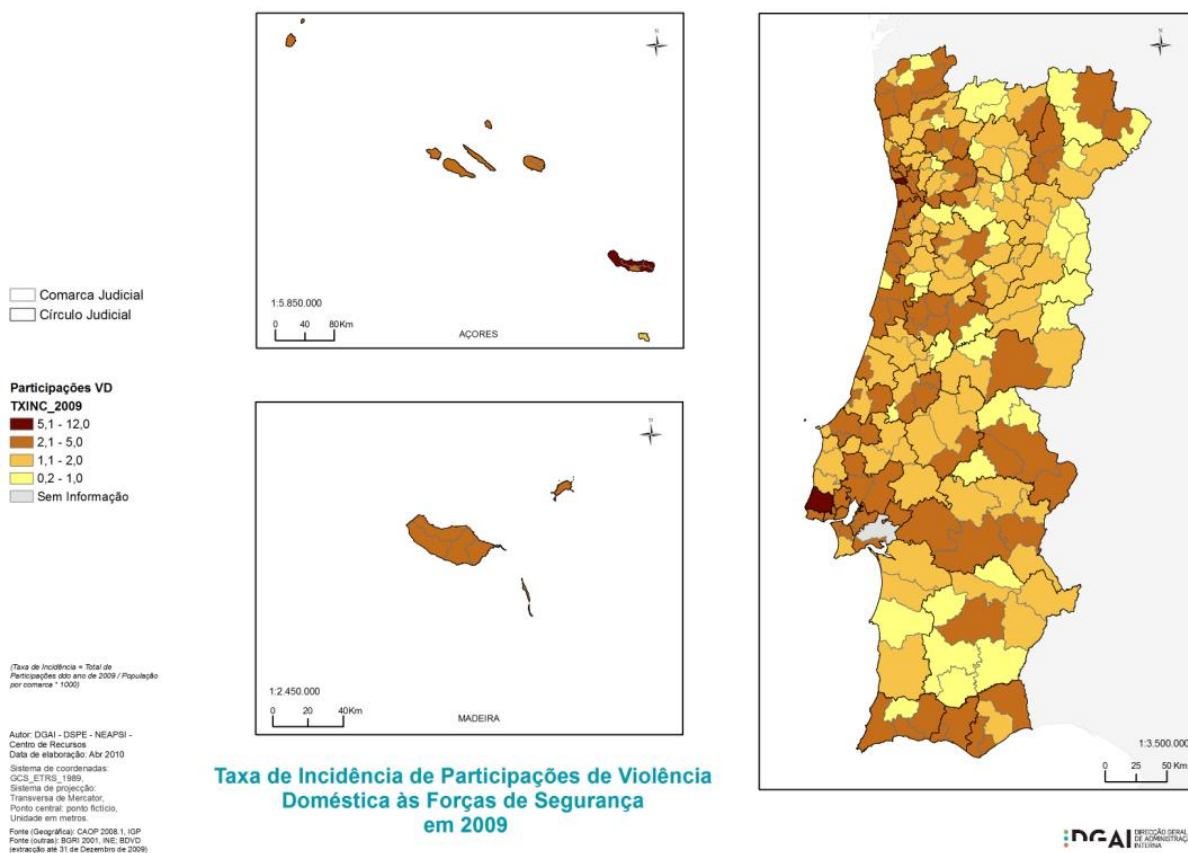 N
1:5.850.000
0 40 80Km
AÇORES
N
1:2.450.000
0 20 40Km
MADEIRA
N
1:3.500.000
0 25 50 Km
Comarca Judicial
Círculo Judicial
Participações VD
TXINC_2009
5,1 - 12,0
2,1 - 5,0
1,1 - 2,0
0,2 - 1,0
Sem Informação
(Taxa de Incidência = Total de
Participações ddo ano de 2009 / População
por comarca * 1000)
Autor: DGAI - DSPE - NEAPSI -
Centro de Recursos
Data de elaboração: Abr 2010
Sistema de coordenadas:
GCS_ETRS_1989,
Sistema de projecção:
Transversa de Mercator,
Ponto central: ponto fictício,
Unidade em metros.
Fonte (Geográfica): CAOP 2008.1, IGP
Fonte (outras): BGRI 2001, INE; BDVD
(extracção até 31 de Dezembro de 2009)
Taxa de Incidência de Participações de Violência
Doméstica às Forças de Segurança
em 2009
DGAI
DIRECÇÃO GERAL
DE ADMINISTRAÇÃO
INTERNA